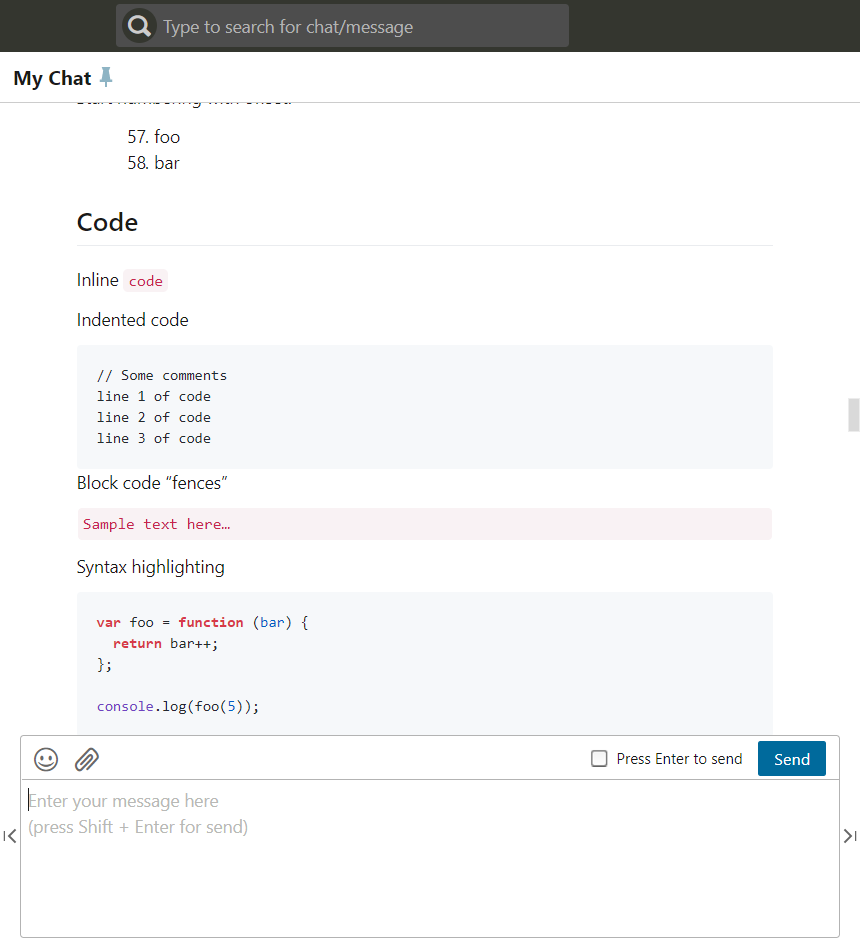 Type to search for chat/message
My Chat
57. foo
58. bar
Code
Inline code
Indented code
// Some comments
line 1 of code
line 2 of code
line 3 of code
Block code “fences”
Sample text here…
Syntax highlighting
var foo = function (bar) {
  return bar++;
};
console.log(foo(5));
Press Enter to send
Send
Enter your message here
(press Shift + Enter for send)